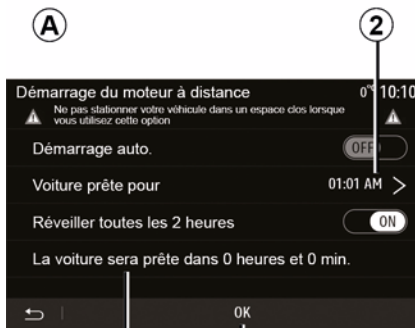 A
2
Démarrage du moteur à distance 0° 10:10
Ne pas stationner votre véhicule dans un espace clos lorsque
vous utilisez cette option
Démarrage auto. OFF
Voiture prête pour 01:01 AM >
Réveiller toutes les 2 heures ON
La voiture sera prête dans 0 heures et 0 min.
OK